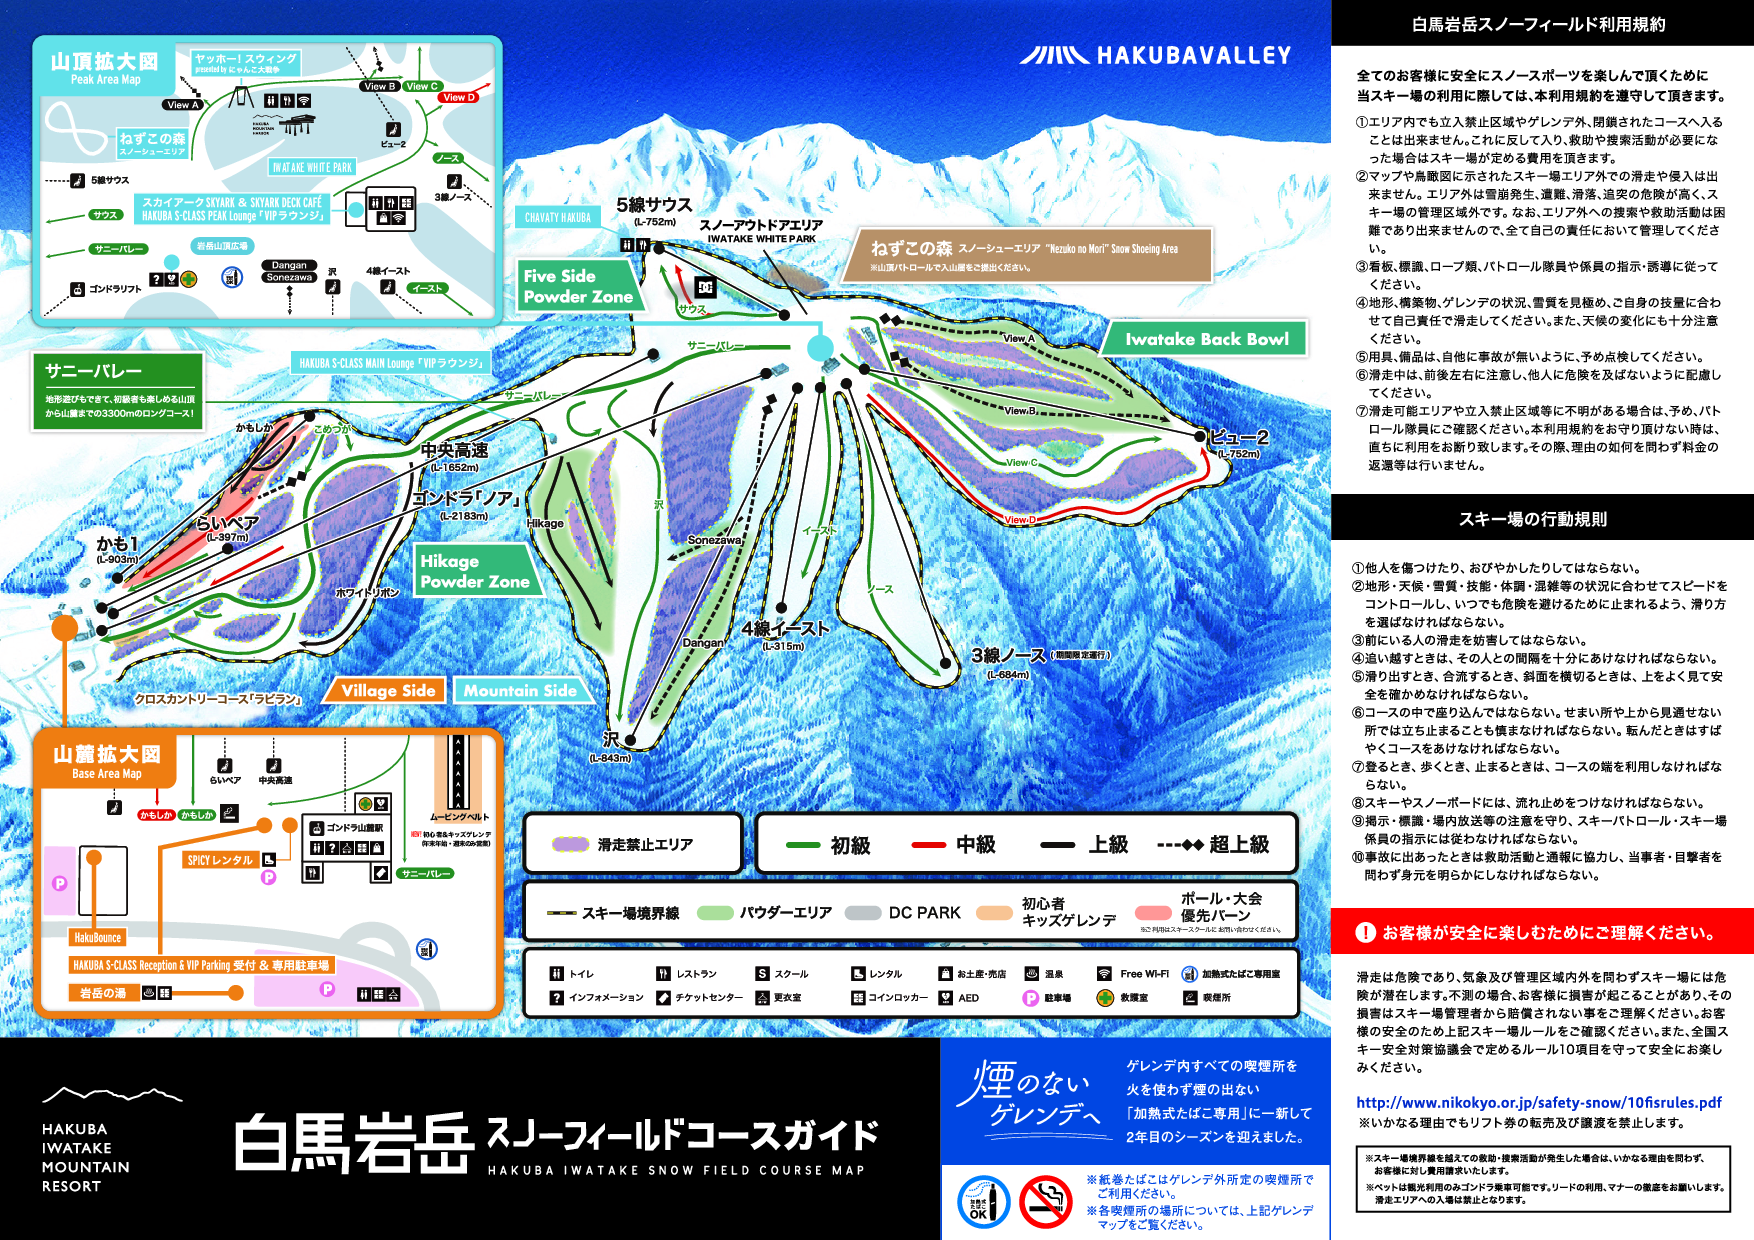 山頂拡大図
Peak Area Map
ヤッホー！スウィング
presented by にゃんこ大戦争
View A
View B
View C
View D
HAKUBA
MOUNTAIN
HARBOR
ビュー2
ねずこの森
スノーシューエリア
IWATAKE WHITE PARK
ノース
5線サウス
3線ノース
スカイアーク SKYARK & SKYARK DECK CAFÉ
HAKUBA S-CLASS PEAK Lounge「VIPラウンジ」
サウス
サニーバレー
岩岳山頂広場
Dangan
Sonezawa
沢
4線イースト
ゴンドラリフト
イースト
HAKUBAVALLEY
CHAVATY HAKUBA
5線サウス
(L-752m)
スノーアウトドアエリア
IWATAKE WHITE PARK
ねずこの森 スノーシューエリア “Nezuko no Mori” Snow Shoeing Area
※山頂パトロールで入山届をご提出ください。
Five Side
Powder Zone
サウス
Iwatake Back Bowl
サニーバレー
View A
HAKUBA S-CLASS MAIN Lounge「VIPラウンジ」
サニーバレー
地形遊びもできて、初級者も楽しめる山頂
から山麓までの3300mのロングコース！
サニーバレー
View B
かもしか
こめつが
中央高速
(L-1652m)
ビュー2
(L-752m)
View C
ゴンドラ「ノア」
(L-2183m)
らいペア
(L-397m)
Hikage
沢
View D
かも1
(L-903m)
Sonezawa
イースト
Hikage
Powder Zone
ホワイトリボン
ノース
4線イースト
(L-315m)
Dangan
3線ノース (期間限定運行)
(L-684m)
クロスカントリーコース「ラビラン」
Village Side
Mountain Side
沢
(L-843m)
山麓拡大図
Base Area Map
らいペア
中央高速
かもしか
かもしか
ゴンドラ山麓駅
ムービングベルト
NEW! 初心者&キッズゲレンデ
(年末年始・週末のみ営業)
SPICY レンタル
サニーバレー
P
P
HakuBounce
HAKUBA S-CLASS Reception & VIP Parking 受付 & 専用駐車場
岩岳の湯
P
滑走禁止エリア
初級
中級
上級
超上級
スキー場境界線
パウダーエリア
DC PARK
初心者
キッズゲレンデ
ポール・大会
優先バーン
※ご利用はスキースクールにお問い合わせください。
トイレ
レストラン
スクール
レンタル
お土産・売店
温泉
Free Wi-Fi
加熱式たばこ専用室
インフォメーション
チケットセンター
更衣室
コインロッカー
AED
駐車場
救護室
喫煙所
HAKUBA
IWATAKE
MOUNTAIN
RESORT
白馬岩岳スノーフィールドコースガイド
HAKUBA IWATAKE SNOW FIELD COURSE MAP
煙のない
ゲレンデへ
ゲレンデ内すべての喫煙所を
火を使わず煙の出ない
「加熱式たばこ専用」に一新して
2年目のシーズンを迎えました。
加熱式
たばこ
OK
※紙巻たばこはゲレンデ外所定の喫煙所で
ご利用ください。
※各喫煙所の場所については、上記ゲレンデ
マップをご覧ください。
白馬岩岳スノーフィールド利用規約
全てのお客様に安全にスノースポーツを楽しんで頂くために
当スキー場の利用に際しては、本利用規約を遵守して頂きます。
①エリア内でも立入禁止区域やゲレンデ外、閉鎖されたコースへ入る
ことは出来ません。これに反して入り、救助や捜索活動が必要にな
った場合はスキー場が定める費用を頂きます。
②マップや鳥瞰図に示されたスキー場エリア外での滑走や侵入は出
来ません。エリア外は雪崩発生、遭難、滑落、追突の危険が高く、ス
キー場の管理区域外です。なお、エリア外への捜索や救助活動は困
難であり出来ませんので、全て自己の責任において管理してくださ
い。
③看板、標識、ロープ類、パトロール隊員や係員の指示・誘導に従って
ください。
④地形、構築物、ゲレンデの状況、雪質を見極め、ご自身の技量に合わ
せて自己責任で滑走してください。また、天候の変化にも十分注意
ください。
⑤用具、備品は、自他に事故が無いように、予め点検してください。
⑥滑走中は、前後左右に注意し、他人に危険を及ばないように配慮し
てください。
⑦滑走可能エリアや立入禁止区域等に不明がある場合は、予め、パト
ロール隊員にご確認ください。本利用規約をお守り頂けない時は、
直ちに利用をお断り致します。その際、理由の如何を問わず料金の
返還等は行いません。
スキー場の行動規則
①他人を傷つけたり、おびやかしたりしてはならない。
②地形・天候・雪質・技能・体調・混雑等の状況に合わせてスピードを
コントロールし、いつでも危険を避けるために止まれるよう、滑り方
を選ばなければならない。
③前にいる人の滑走を妨害してはならない。
④追い越すときは、その人との間隔を十分にあけなければならない。
⑤滑り出すとき、合流するとき、斜面を横切るときは、上をよく見て安
全を確かめなければならない。
⑥コースの中で座り込んではならない。せまい所や上から見通せない
所では立ち止まることも慎まなければならない。転んだときはすば
やくコースをあけなければならない。
⑦登るとき、歩くとき、止まるときは、コースの端を利用しなければな
らない。
⑧スキーやスノーボードには、流れ止めをつけなければならない。
⑨掲示・標識・場内放送等の注意を守り、スキーパトロール・スキー場
係員の指示には従わなければならない。
⑩事故に出あったときは救助活動と通報に協力し、当事者・目撃者を
問わず身元を明らかにしなければならない。
お客様が安全に楽しむためにご理解ください。
滑走は危険であり、気象及び管理区域内外を問わずスキー場には危
険が潜在します。不測の場合、お客様に損害が起こることがあり、その
損害はスキー場管理者から賠償されない事をご理解ください。お客
様の安全のため上記スキー場ルールをご確認ください。また、全国ス
キー安全対策協議会で定めるルール10項目を守って安全にお楽し
みください。
http://www.nikokyo.or.jp/safety-snow/10fisrules.pdf
※いかなる理由でもリフト券の転売及び譲渡を禁止します。
※スキー場境界線を越えての救助・捜索活動が発生した場合は、いかなる理由を問わず、
お客様に対し費用請求いたします。
※ペットは観光利用のみゴンドラ乗車可能です。リードの利用、マナーの徹底をお願いします。
滑走エリアへの入場は禁止となります。